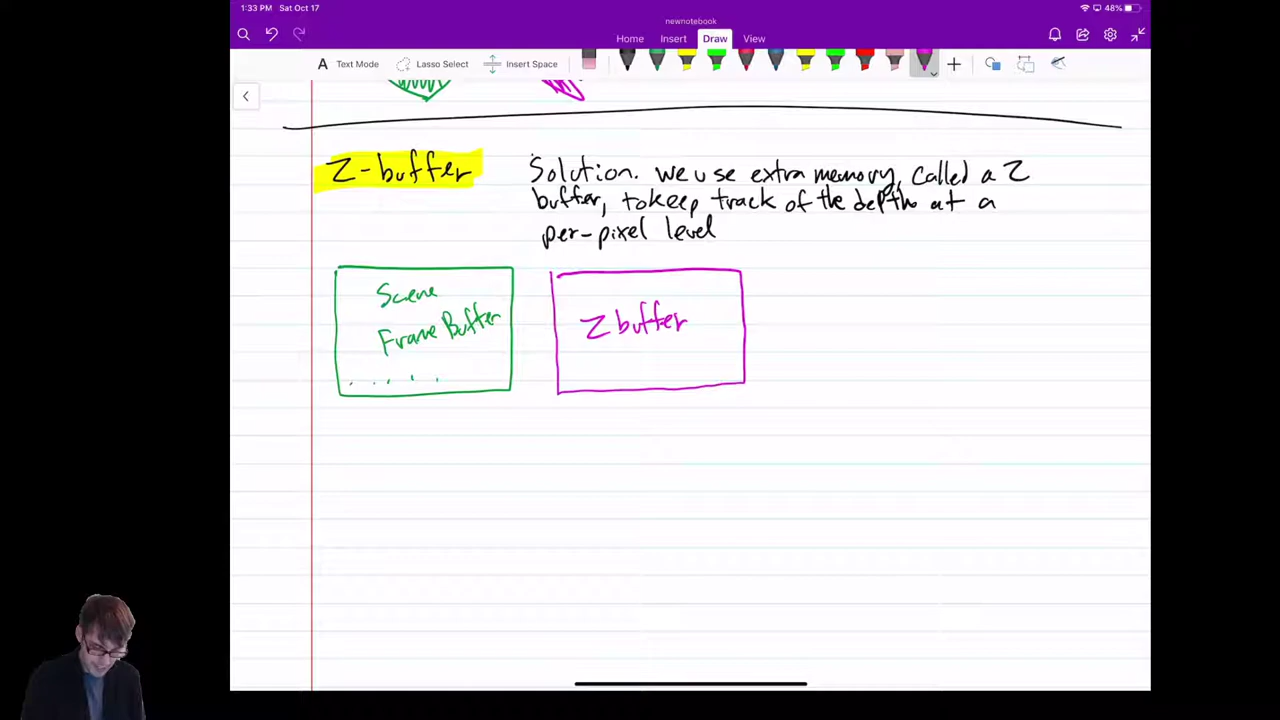 1:33 PM Sat Oct 17
48%
newnotebook
Home Insert Draw View
Text Mode Lasso Select Insert Space
Z-buffer
Solution. we use extra memory, called a Z
buffer, to keep track of the depths at a
per-pixel level
Scene
Frame Buffer
Z buffer